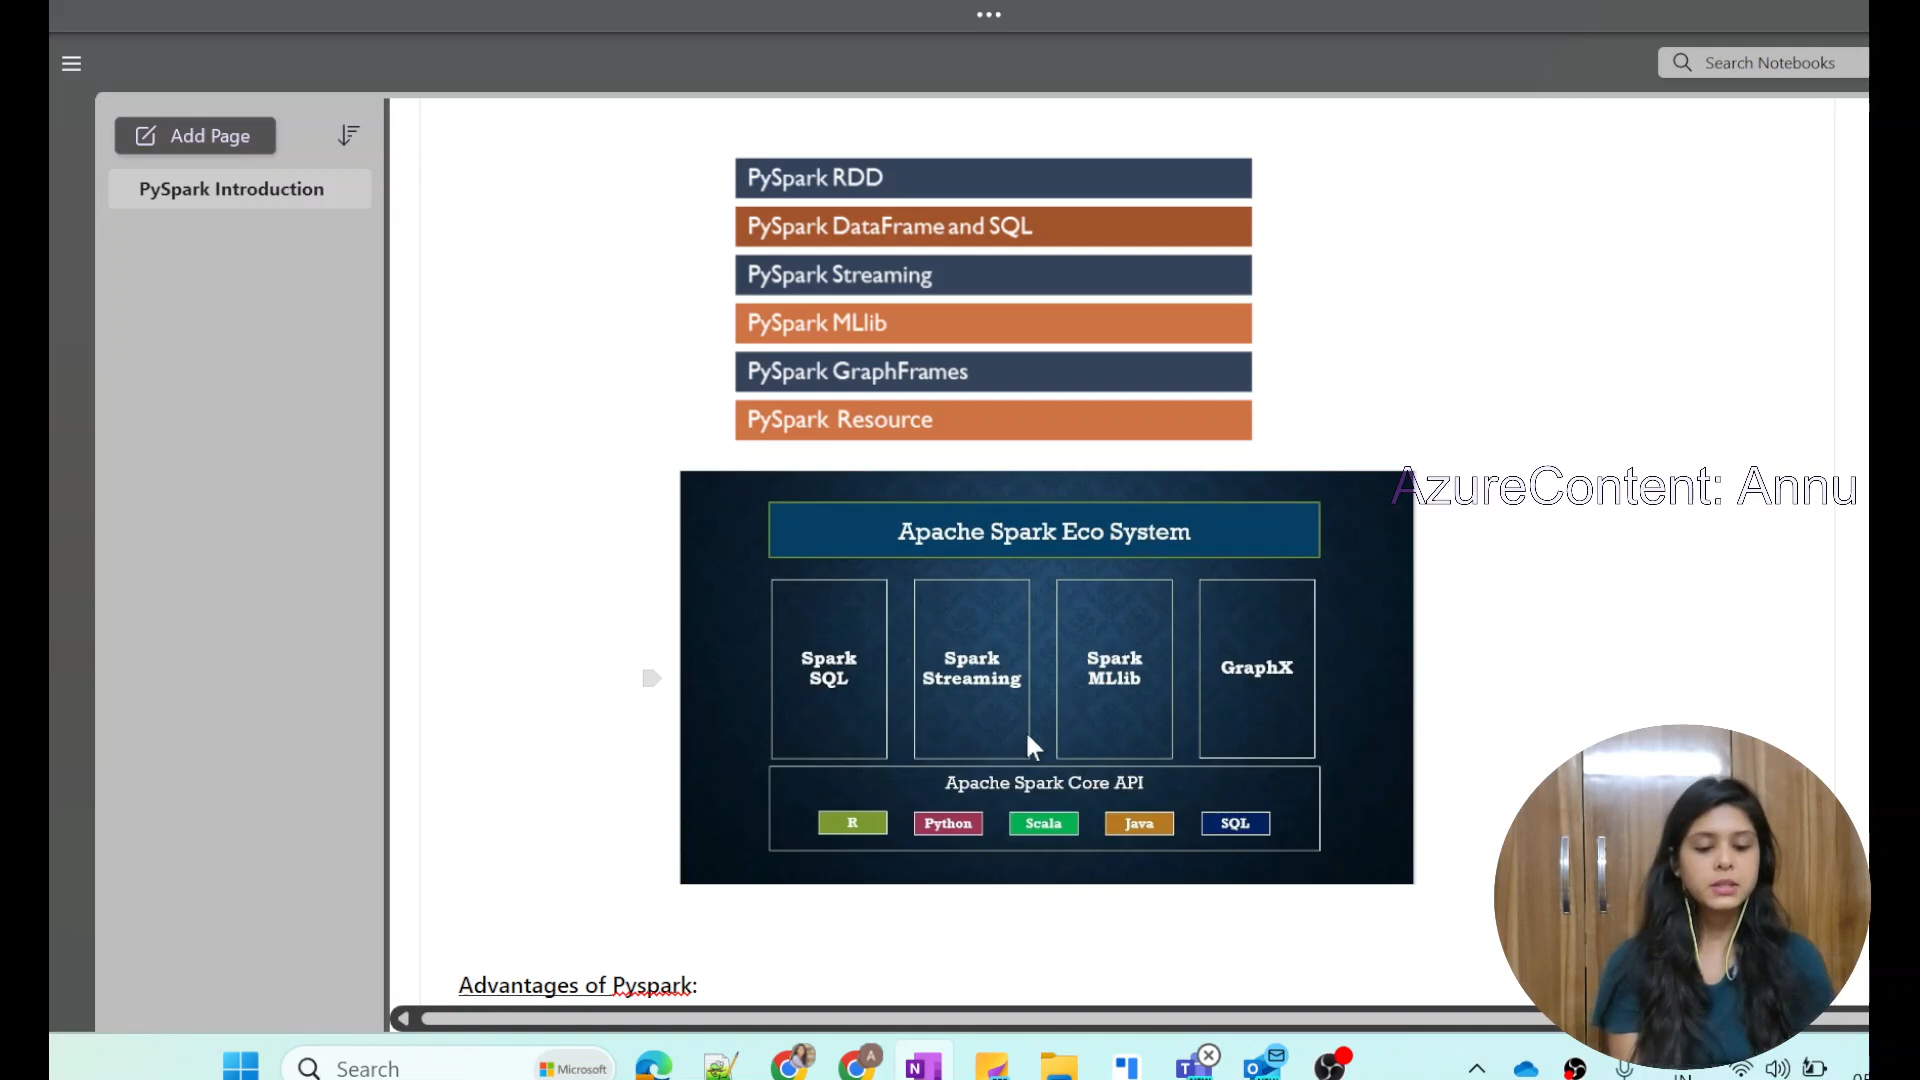 Search Notebooks
Add Page
PySpark Introduction
PySpark RDD
PySpark DataFrame and SQL
PySpark Streaming
PySpark MLlib
PySpark GraphFrames
PySpark Resource
AzureContent: Annu
Apache Spark Eco System
Spark
SQL
Spark
Streaming
Spark
MLlib
GraphX
Apache Spark Core API
R
Python
Scala
Java
SQL
Advantages of Pyspark:
Search
Microsoft